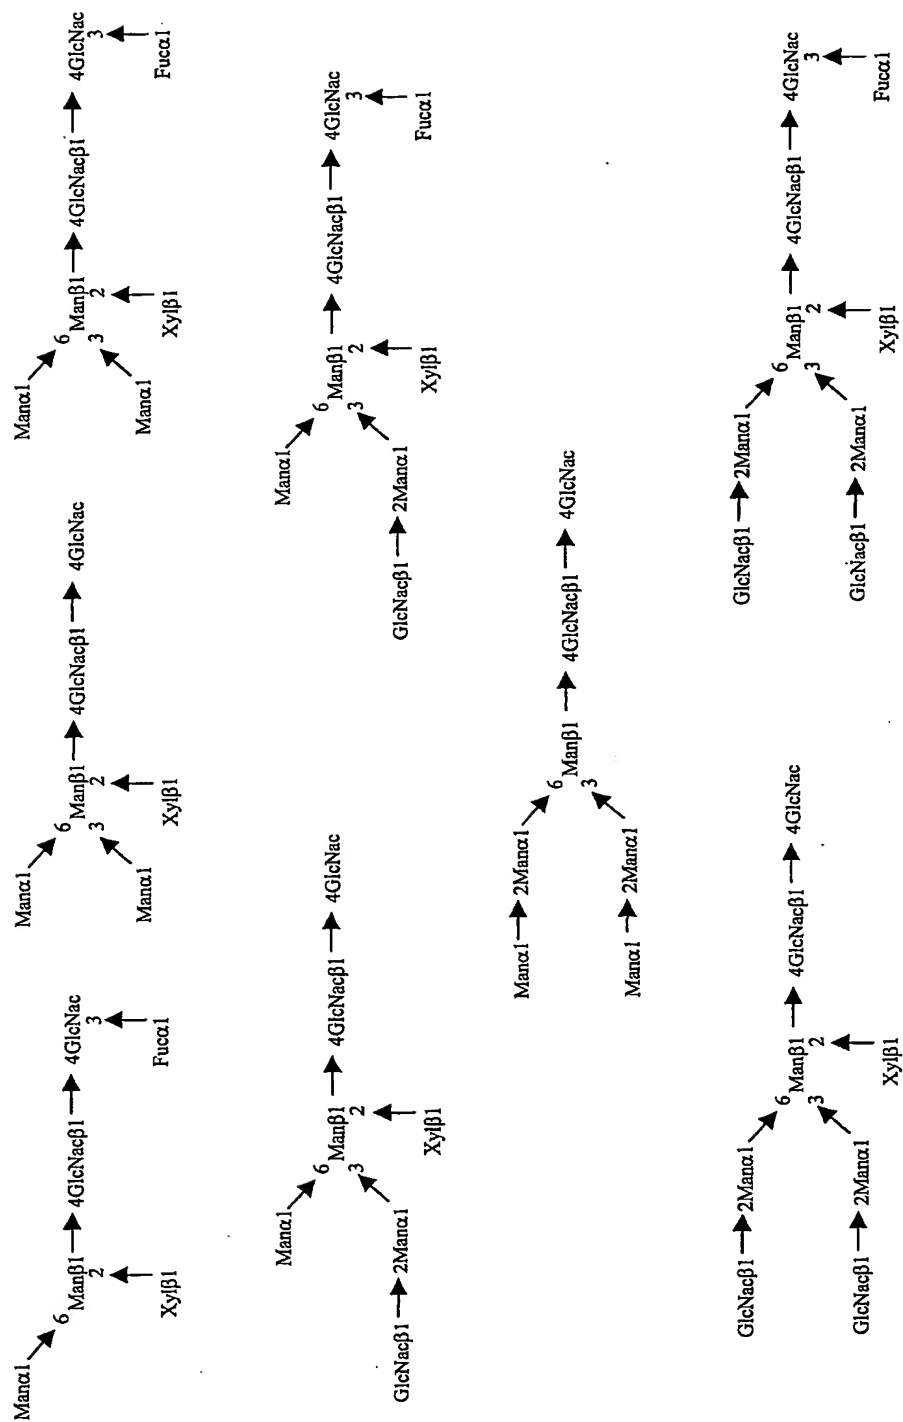 Manα1
6
Manβ1 4GlcNacβ1 4GlcNac
2 3
Xylβ1 Fucα1
Manα1
6
Manβ1 4GlcNacβ1 4GlcNac
3 2
Manα1
Xylβ1
Manα1
6
Manβ1 4GlcNacβ1 4GlcNac
3 2 3
Manα1
Xylβ1 Fucα1
Manα1
6
Manβ1 4GlcNacβ1 4GlcNac
3 2
GlcNacβ1 2Manα1
Xylβ1
Manα1
6
Manβ1 4GlcNacβ1 4GlcNac
3 2 3
GlcNacβ1 2Manα1
Xylβ1 Fucα1
Manα1 2Manα1
6
Manβ1 4GlcNacβ1 4GlcNac
3
Manα1 2Manα1
GlcNacβ1 2Manα1
6
Manβ1 4GlcNacβ1 4GlcNac
3 2
GlcNacβ1 2Manα1
Xylβ1
GlcNacβ1 2Manα1
6
Manβ1 4GlcNacβ1 4GlcNac
3 2 3
GlcNacβ1 2Manα1
Xylβ1 Fucα1